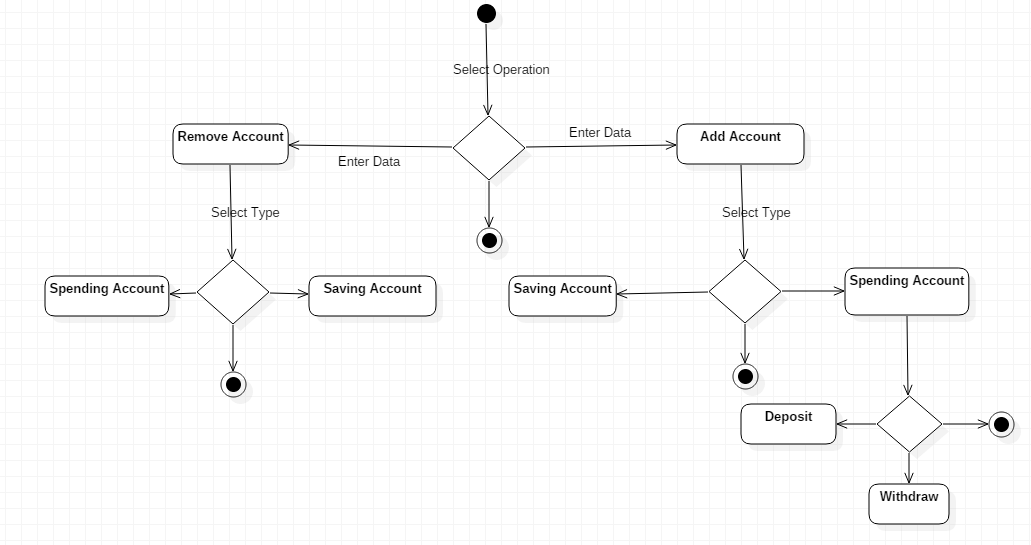 Select Operation
Remove Account
Enter Data
Enter Data
Add Account
Select Type
Select Type
Spending Account
Saving Account
Saving Account
Spending Account
Deposit
Withdraw